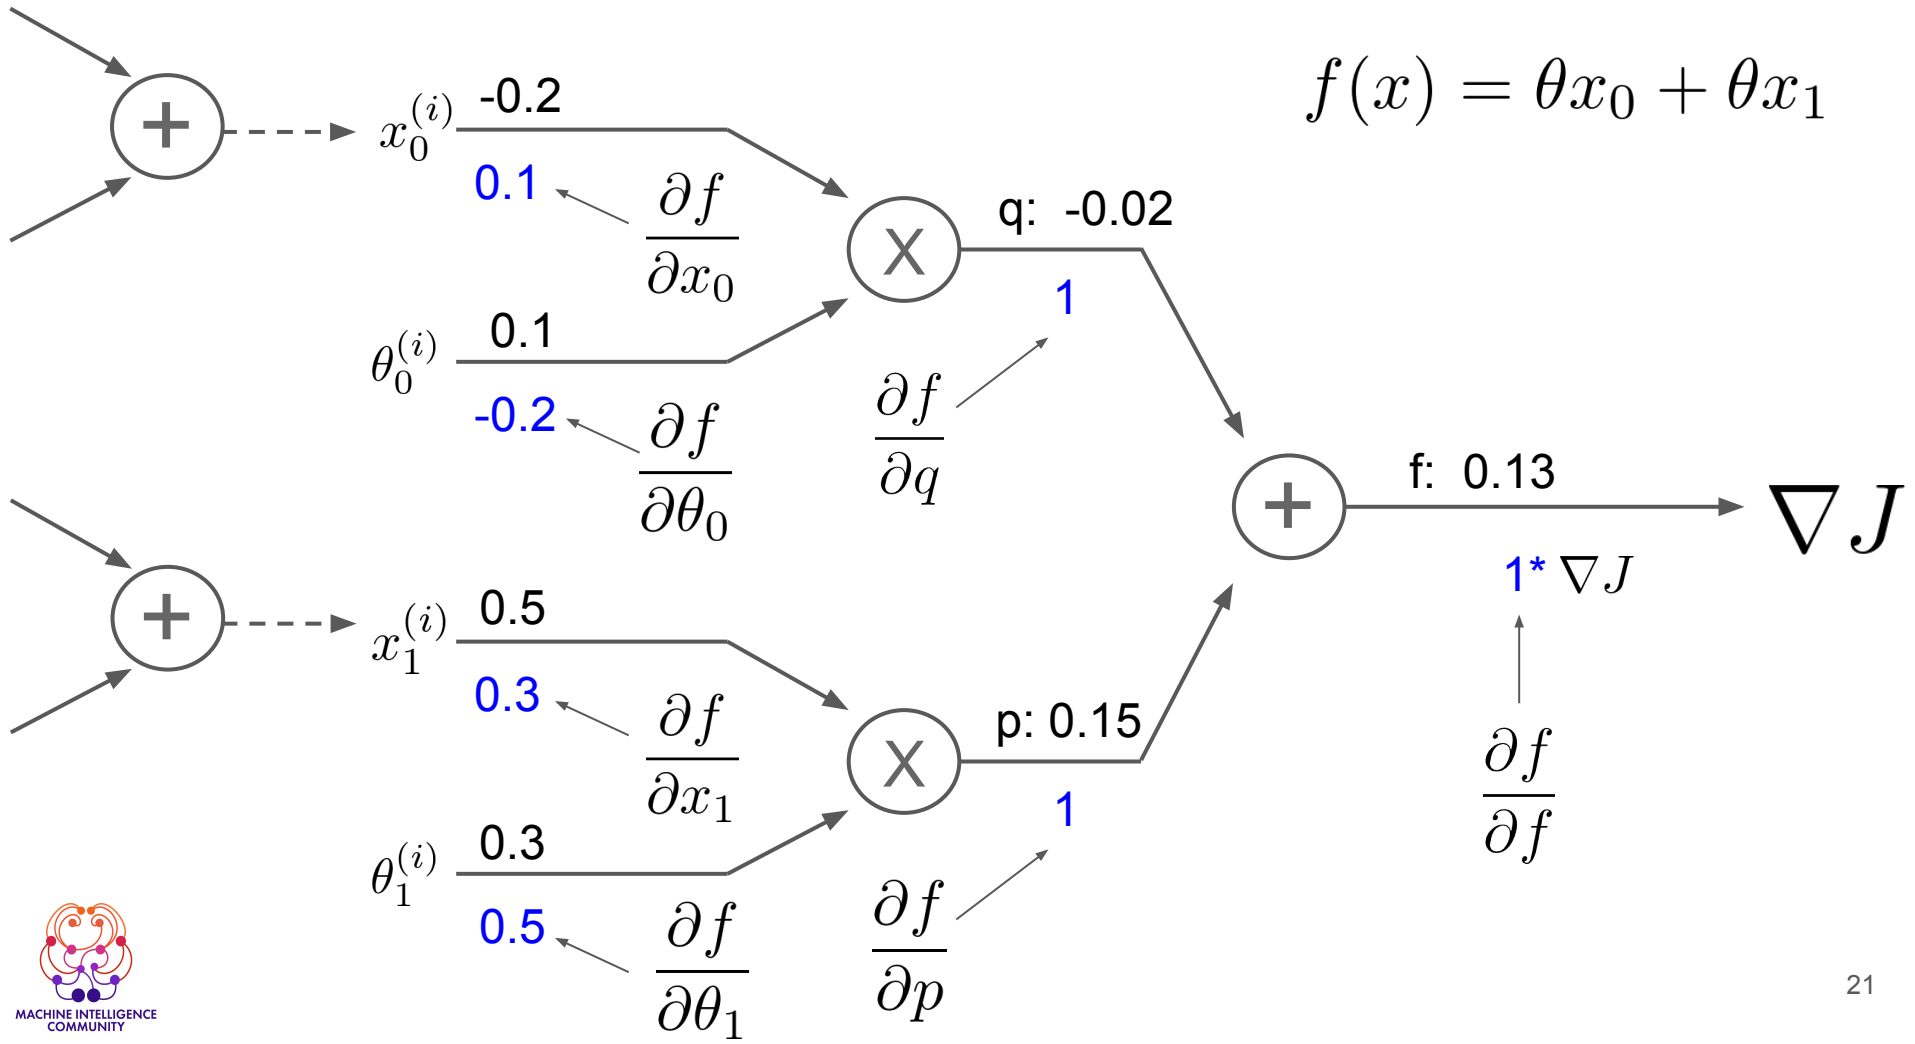 f(x) = θx₀ + θx₁
+
x₀⁽ⁱ⁾ -0.2
0.1
∂f/∂x₀
θ₀⁽ⁱ⁾ 0.1
-0.2
∂f/∂θ₀
X
q: -0.02
1
∂f/∂q
+
x₁⁽ⁱ⁾ 0.5
0.3
∂f/∂x₁
θ₁⁽ⁱ⁾ 0.3
0.5
∂f/∂θ₁
X
p: 0.15
1
∂f/∂p
+
f: 0.13
∇J
1* ∇J
∂f/∂f
MACHINE INTELLIGENCE
COMMUNITY
21